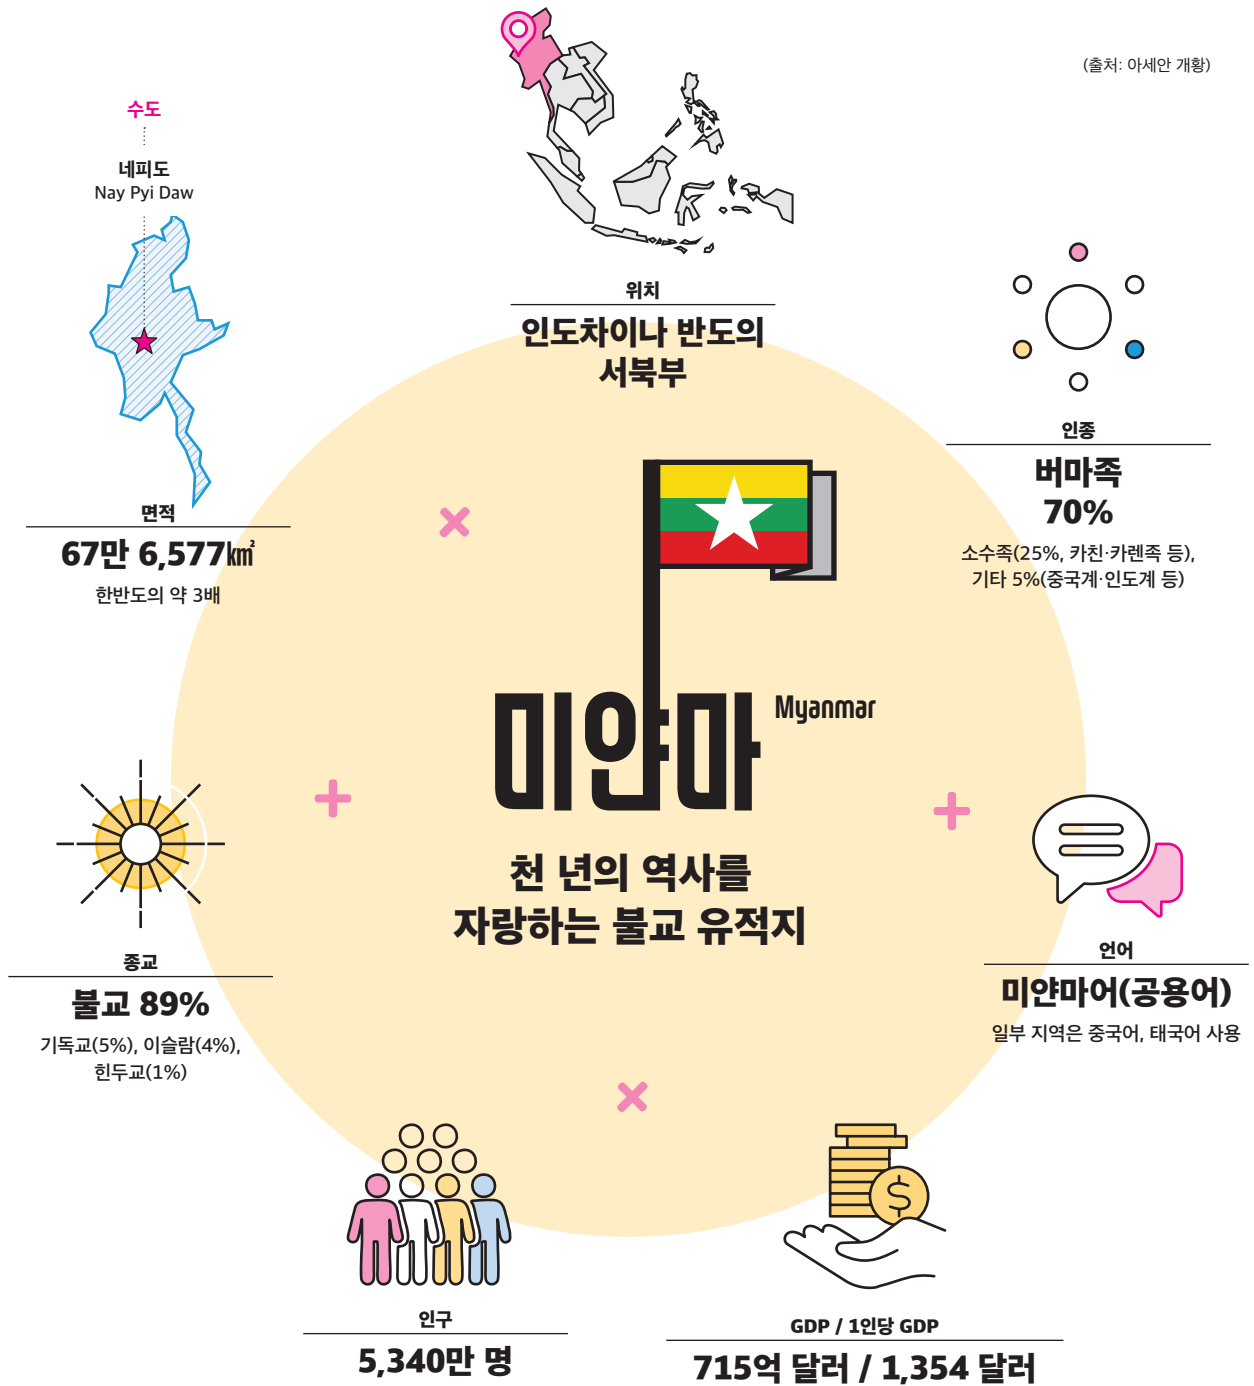 (출처: 아세안 개황)
수도
네피도
Nay Pyi Daw
위치
인도차이나 반도의
서북부
인종
버마족
70%
소수족(25%, 카친·카렌족 등),
기타 5%(중국계·인도계 등)
면적
67만 6,577㎢
한반도의 약 3배
미얀마
Myanmar
천 년의 역사를
자랑하는 불교 유적지
종교
불교 89%
기독교(5%), 이슬람(4%),
힌두교(1%)
언어
미얀마어(공용어)
일부 지역은 중국어, 태국어 사용
인구
5,340만 명
$
GDP / 1인당 GDP
715억 달러 / 1,354 달러